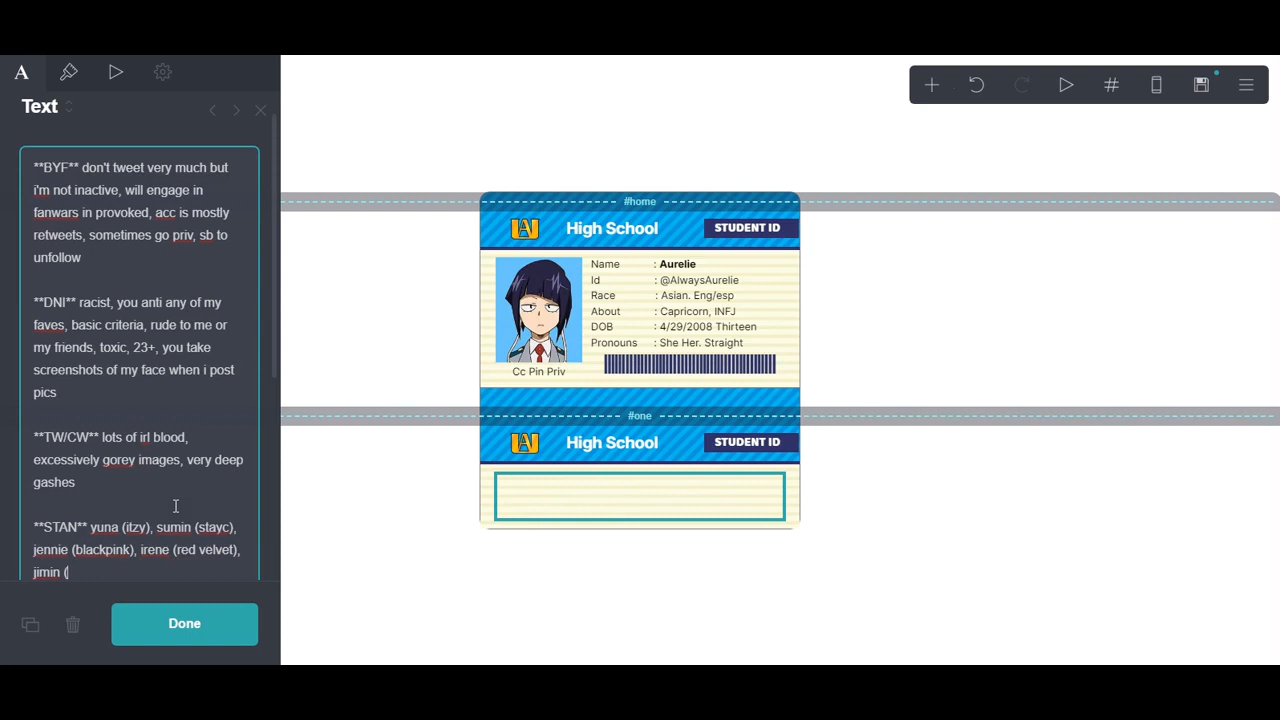 A
Text
**BYF** don't tweet very much but
i'm not inactive, will engage in
fanwars in provoked, acc is mostly
retweets, sometimes go priv, sb to
unfollow
**DNI** racist, you anti any of my
faves, basic criteria, rude to me or
my friends, toxic, 23+, you take
screenshots of my face when i post
pics
**TW/CW** lots of irl blood,
excessively gorey images, very deep
gashes
**STAN** yuna (itzy), sumin (stayc),
jennie (blackpink), irene (red velvet),
jimin (
Done
#home
UA High School STUDENT ID
Name : Aurelie
Id : @AlwaysAurelie
Race : Asian. Eng/esp
About : Capricorn, INFJ
DOB : 4/29/2008 Thirteen
Pronouns : She Her. Straight
Cc Pin Priv
#one
UA High School STUDENT ID